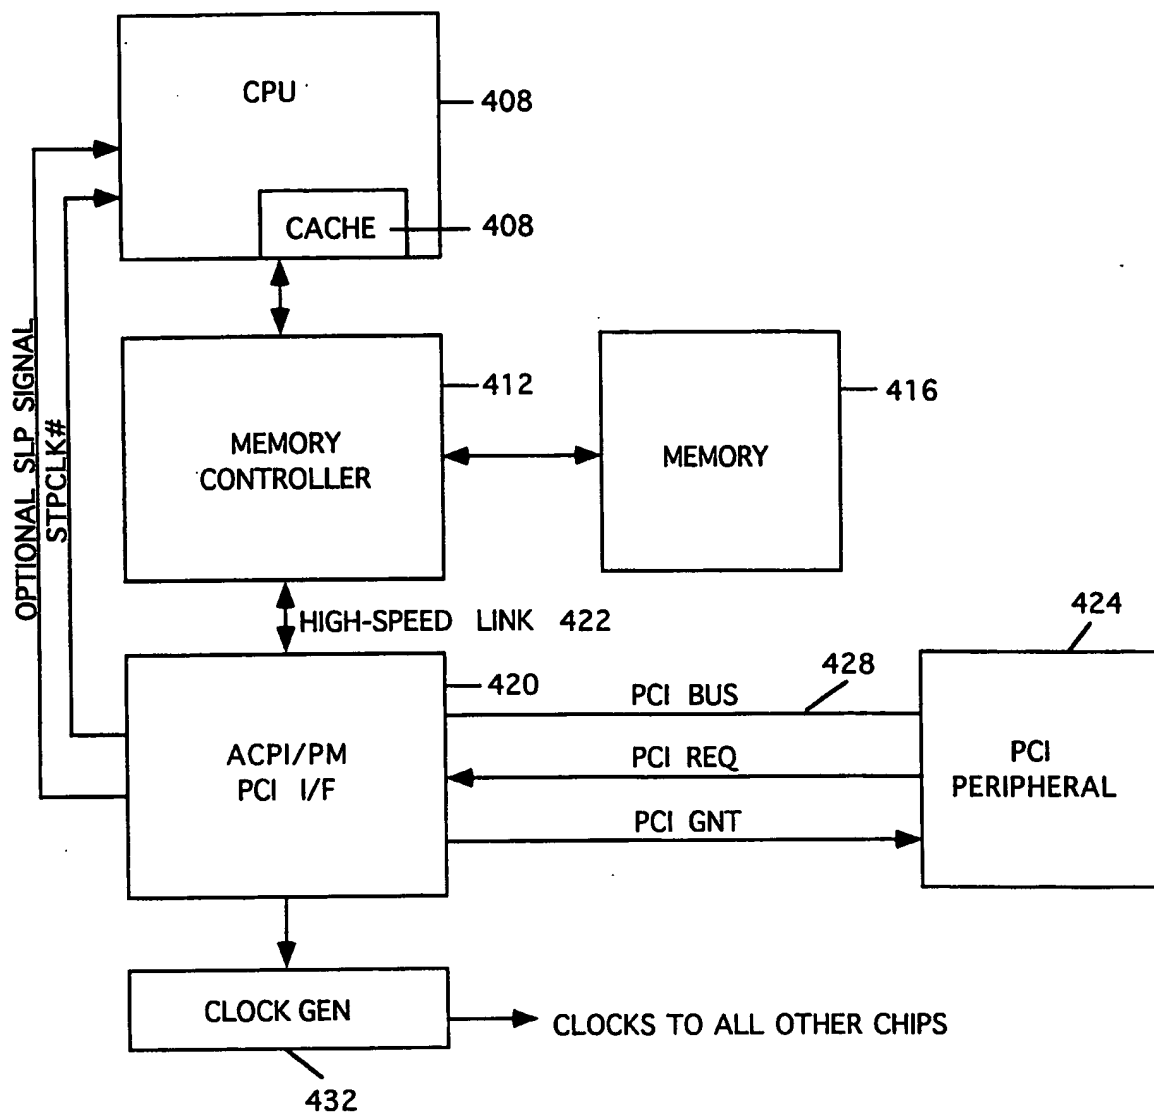 CPU
408
CACHE
408
OPTIONAL SLP SIGNAL
STPCLK#
412
MEMORY
CONTROLLER
416
MEMORY
HIGH-SPEED LINK 422
424
420
428
PCI BUS
ACPI/PM
PCI I/F
PCI REQ
PCI
PERIPHERAL
PCI GNT
CLOCK GEN
CLOCKS TO ALL OTHER CHIPS
432